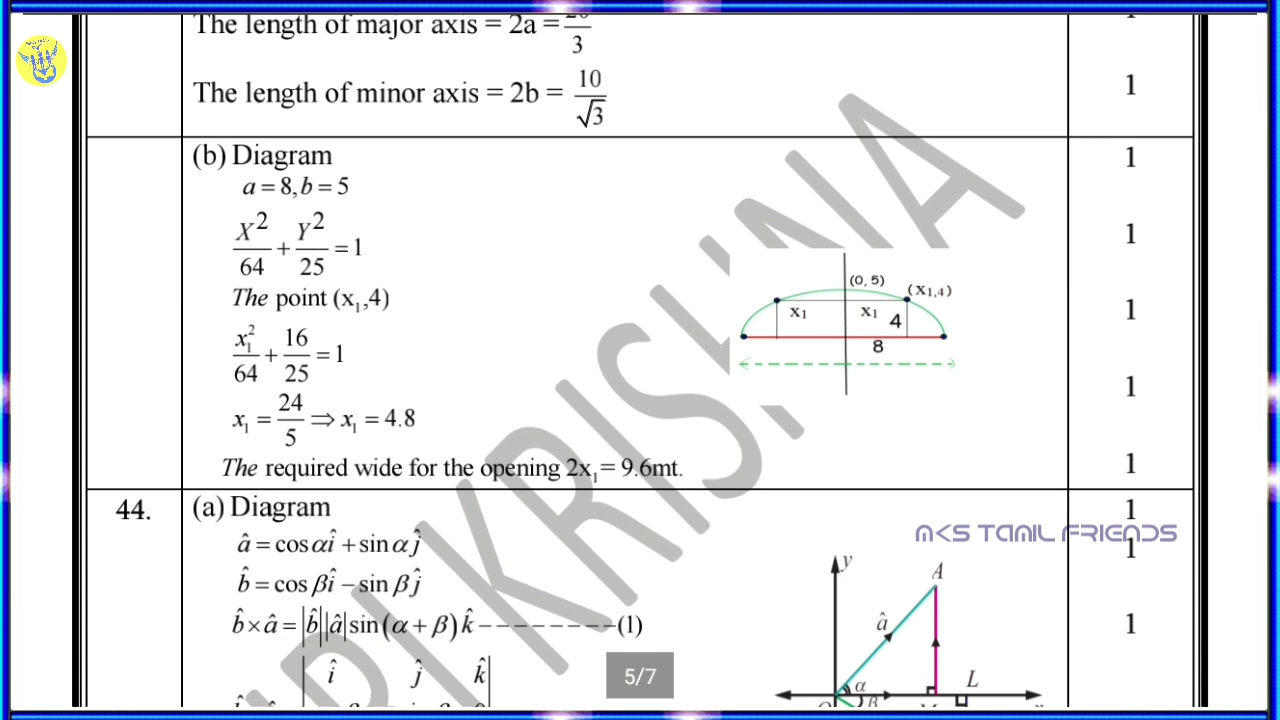 The length of major axis = 2a = 20/3
1
The length of minor axis = 2b = 10/√3
1
(b) Diagram
1
a = 8, b = 5
X²/64 + Y²/25 = 1
1
The point (x₁,4)
1
x₁²/64 + 16/25 = 1
1
x₁ = 24/5 ⇒ x₁ = 4.8
The required wide for the opening 2x₁ = 9.6mt.
1
(0, 5)
(x₁,4)
x₁
x₁
4
8
44.
(a) Diagram
1
MKS TAMIL FRIENDS
â = cos αî + sin αĵ
1
b̂ = cos βî − sin βĵ
b̂ × â = |b̂||â| sin(α + β) k̂ ---------(1)
1
î ĵ k̂
5/7
y
A
â
α
L
KRISHNA